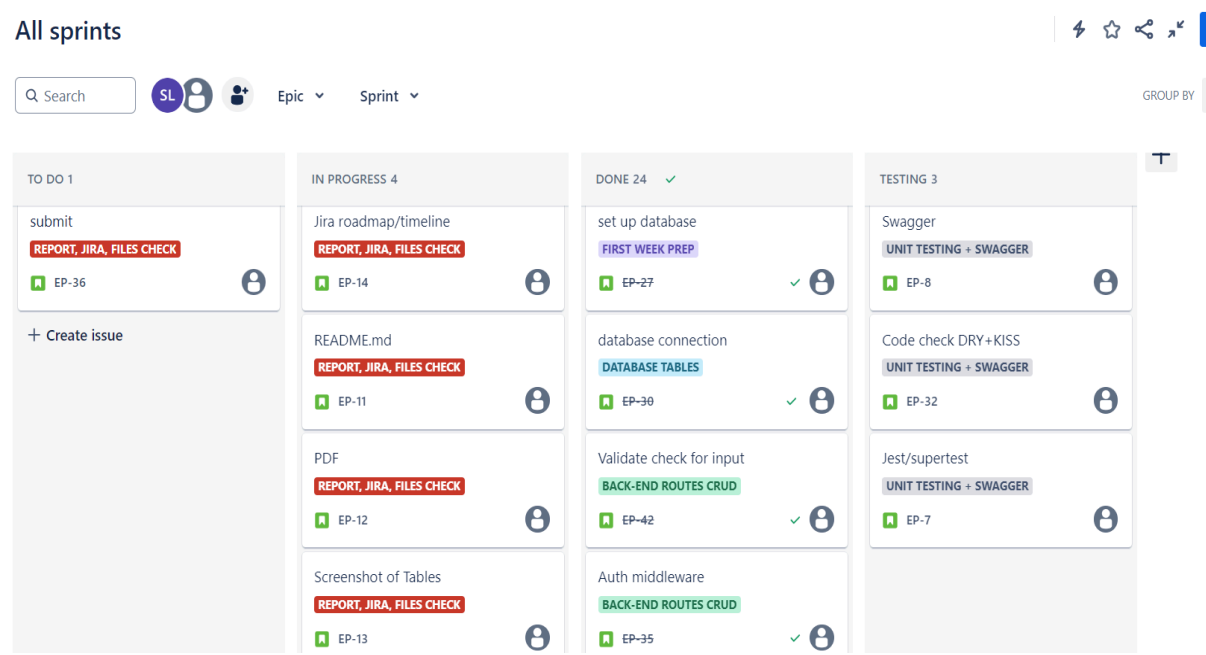 All sprints
Search
SL
Epic
Sprint
GROUP BY
TO DO 1
submit
REPORT, JIRA, FILES CHECK
EP-36
+ Create issue
IN PROGRESS 4
Jira roadmap/timeline
REPORT, JIRA, FILES CHECK
EP-14
README.md
REPORT, JIRA, FILES CHECK
EP-11
PDF
REPORT, JIRA, FILES CHECK
EP-12
Screenshot of Tables
REPORT, JIRA, FILES CHECK
EP-13
DONE 24
set up database
FIRST WEEK PREP
EP-27
database connection
DATABASE TABLES
EP-30
Validate check for input
BACK-END ROUTES CRUD
EP-42
Auth middleware
BACK-END ROUTES CRUD
EP-35
TESTING 3
Swagger
UNIT TESTING + SWAGGER
EP-8
Code check DRY+KISS
UNIT TESTING + SWAGGER
EP-32
Jest/supertest
UNIT TESTING + SWAGGER
EP-7